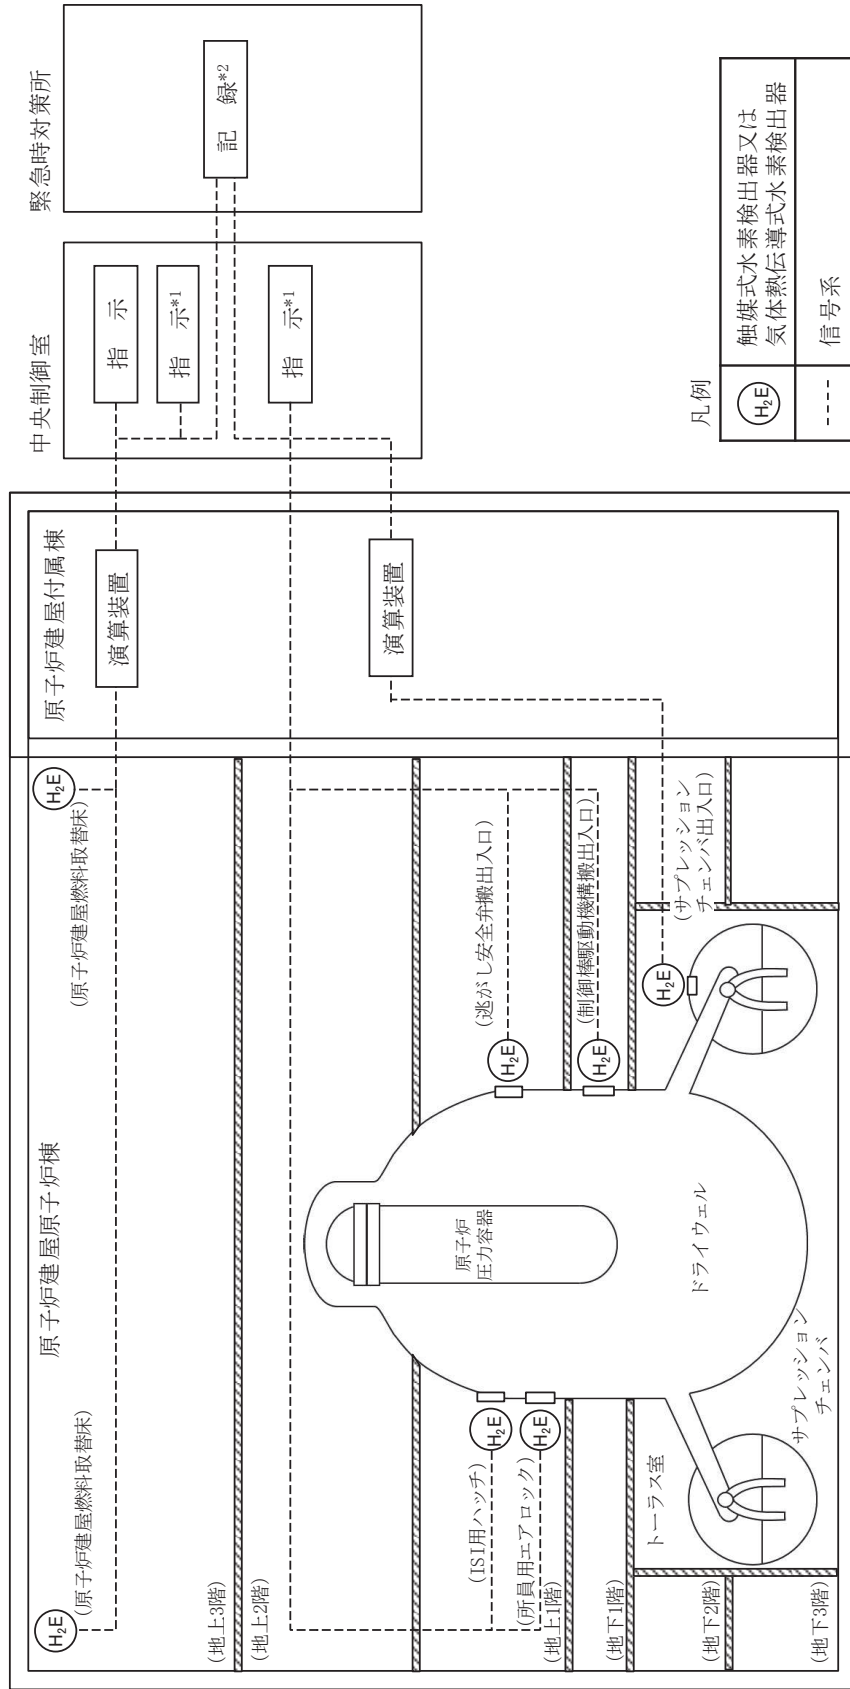 緊急時対策所
記　録*2
中央制御室
指　示
指　示*1
指　示*1
原子炉建屋付属棟
演算装置
演算装置
原子炉建屋原子炉棟
H₂E
(原子炉建屋燃料取替床)
H₂E
(原子炉建屋燃料取替床)
(地上3階)
(地上2階)
(地上1階)
(地下1階)
(地下2階)
(地下3階)
H₂E
(ISI用ハッチ)
H₂E
(所員用エアロック)
H₂E
(逃がし安全弁搬出入口)
H₂E
(制御棒駆動機構搬出入口)
H₂E
(サプレッション
チェンバ出入口)
原子炉
圧力容器
ドライウェル
トーラス室
サプレッション
チェンバ
凡例
H₂E
触媒式水素検出器又は
気体熱伝導式水素検出器
信号系